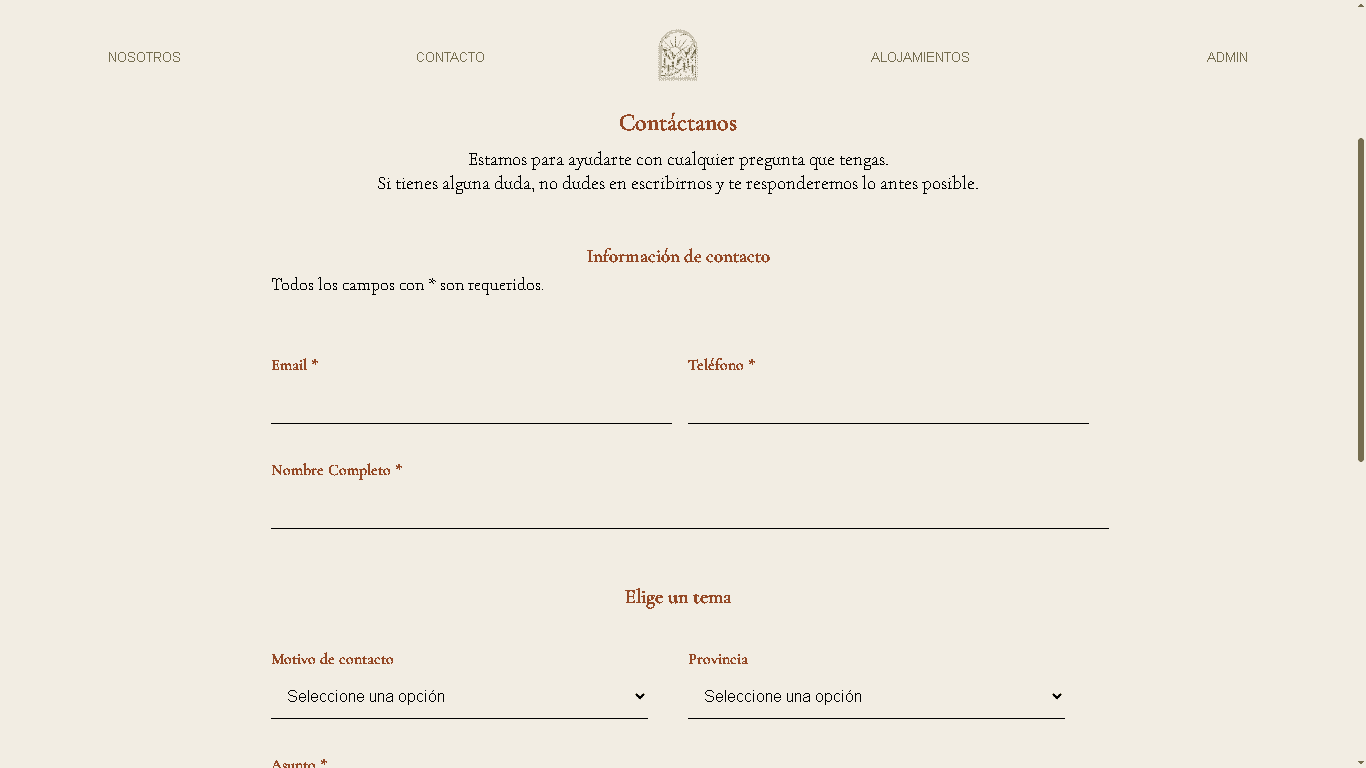 NOSOTROS
CONTACTO
ALOJAMIENTOS
ADMIN
Contáctanos
Estamos para ayudarte con cualquier pregunta que tengas.
Si tienes alguna duda, no dudes en escribirnos y te responderemos lo antes posible.
Información de contacto
Todos los campos con * son requeridos.
Email *
Teléfono *
Nombre Completo *
Elige un tema
Motivo de contacto
Provincia
Seleccione una opción
Seleccione una opción
Asunto *